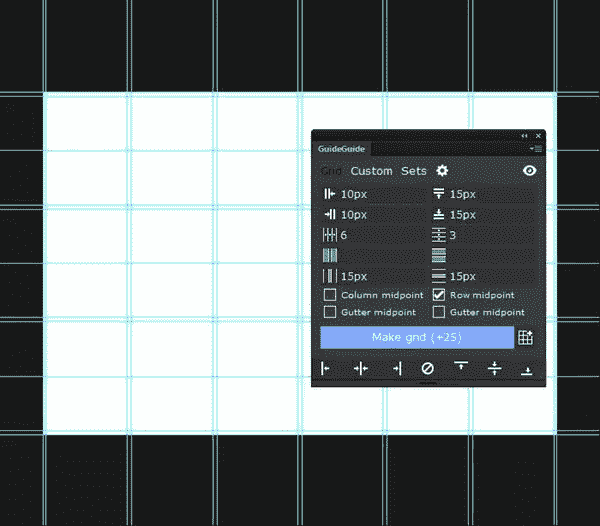 GuideGuide
Grid Custom Sets
10px 15px
10px 15px
6 3
15px 15px
Column midpoint Row midpoint
Gutter midpoint Gutter midpoint
Make grid (+25)